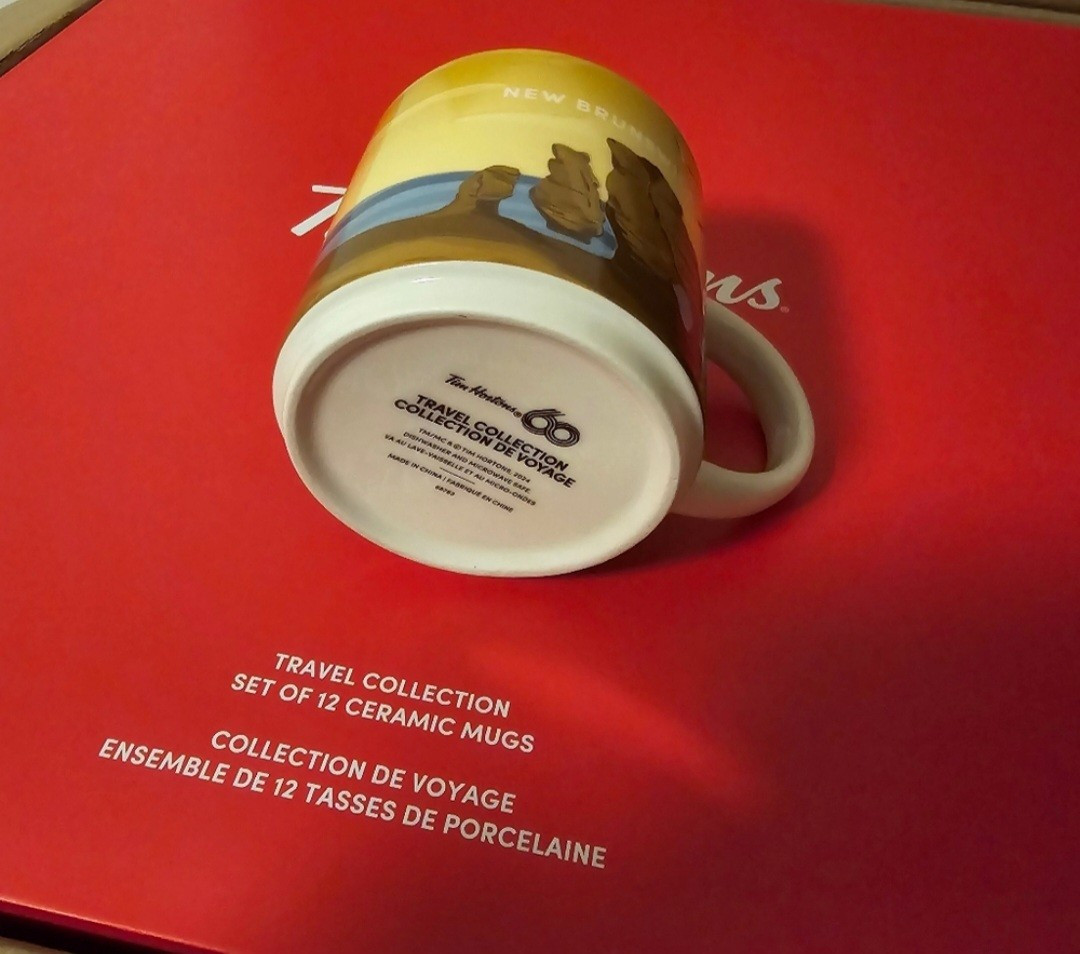 NEW BRUN
ns
Tim Hortons® 60
TRAVEL COLLECTION
COLLECTION DE VOYAGE
TM/MC & © TIM HORTONS, 2024
DISHWASHER AND MICROWAVE SAFE.
VA AU LAVE-VAISSELLE ET AU MICRO-ONDES
MADE IN CHINA | FABRIQUÉ EN CHINE
TRAVEL COLLECTION
SET OF 12 CERAMIC MUGS
COLLECTION DE VOYAGE
ENSEMBLE DE 12 TASSES DE PORCELAINE